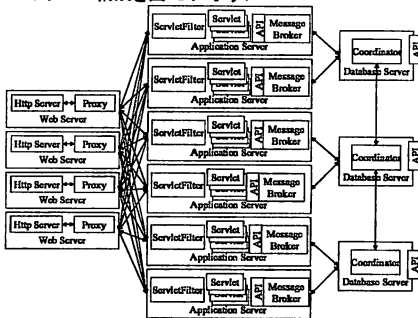 Http Server
Proxy
Web Server
Http Server
Proxy
Web Server
Http Server
Proxy
Web Server
Http Server
Proxy
Web Server
ServletFilter
Servlet
API
Message
Broker
Application Server
ServletFilter
Servlet
API
Message
Broker
Application Server
ServletFilter
Servlet
API
Message
Broker
Application Server
ServletFilter
Servlet
API
Message
Broker
Application Server
ServletFilter
Servlet
API
Message
Broker
Application Server
ServletFilter
Servlet
API
Message
Broker
Application Server
Coordinator
API
Database Server
Coordinator
API
Database Server
Coordinator
API
Database Server